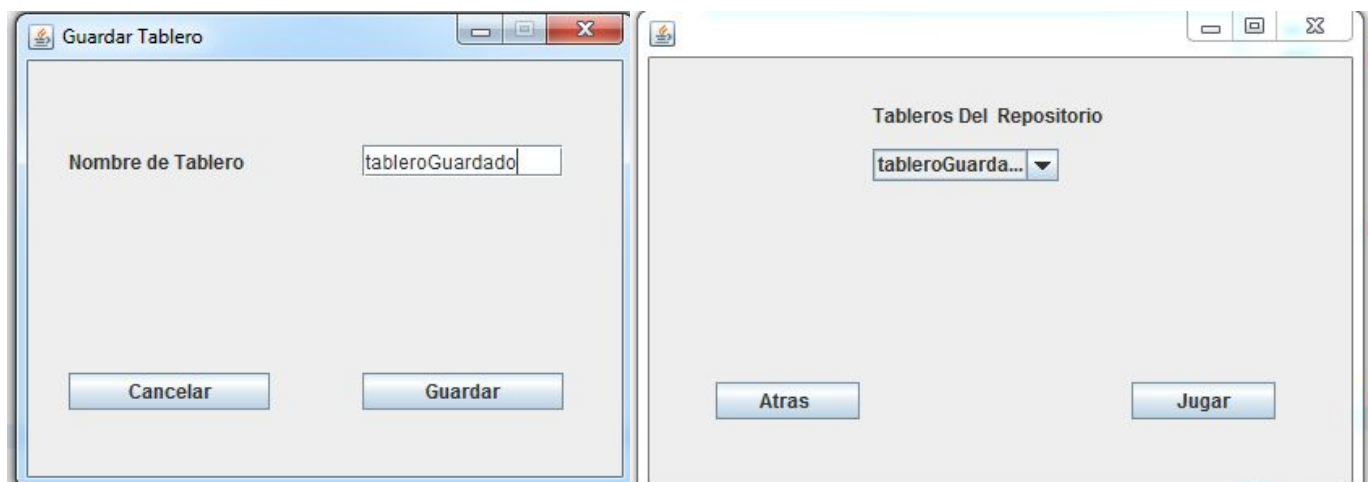 Guardar Tablero
Nombre de Tablero tableroGuardado
Cancelar Guardar
Tableros Del Repositorio
tableroGuarda...
Atras Jugar